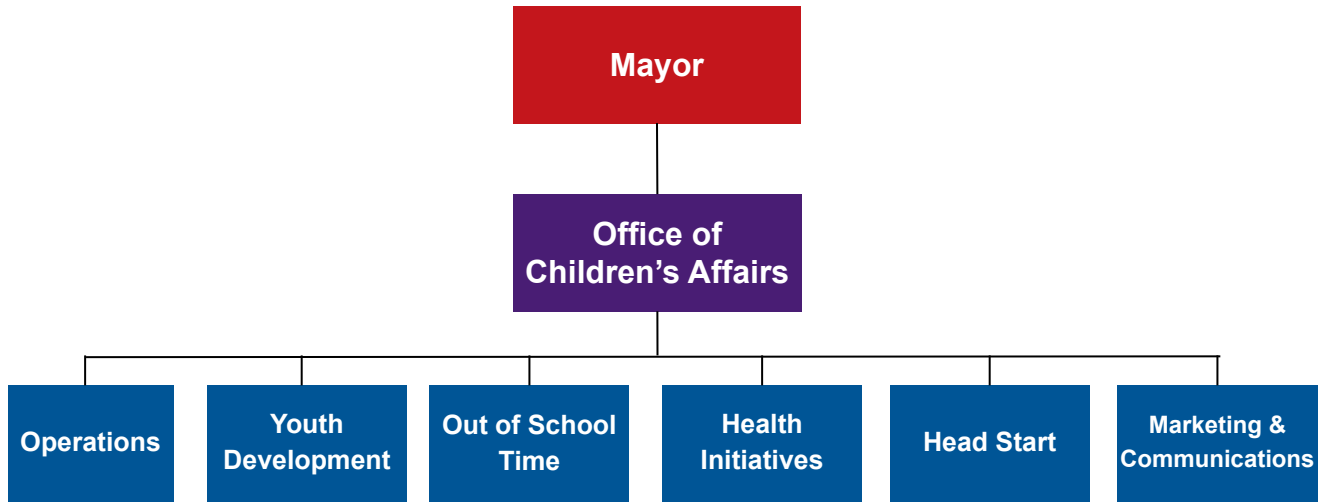 Mayor
Office of
Children’s Affairs
Operations
Youth
Development
Out of School
Time
Health
Initiatives
Head Start
Marketing &
Communications